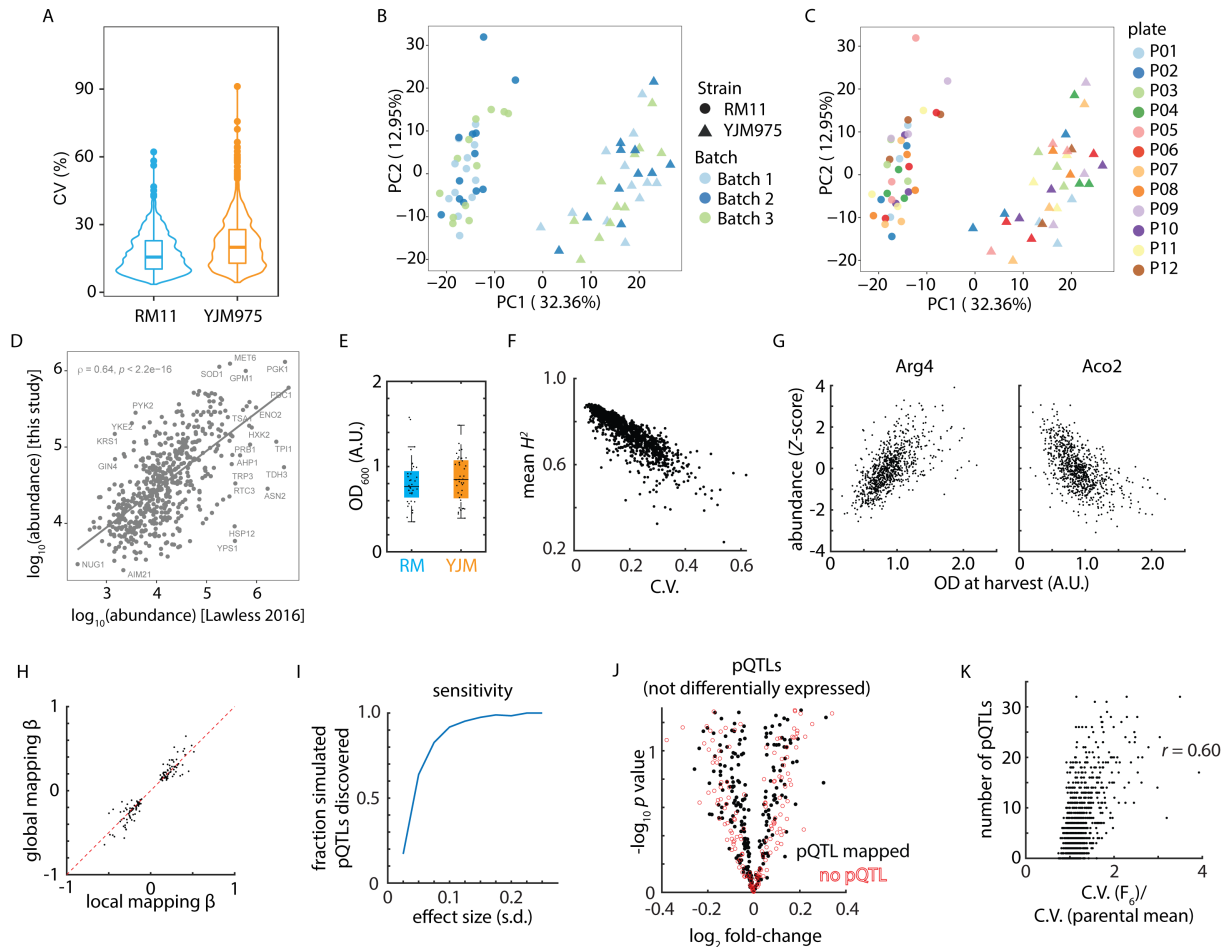 A
CV (%)
90
60
30
0
RM11
YJM975
B
PC2 ( 12.95%)
30
20
10
0
−10
−20
−20
−10
0
10
20
PC1 ( 32.36%)
Strain
RM11
YJM975
Batch
Batch 1
Batch 2
Batch 3
C
PC2 ( 12.95%)
30
20
10
0
−10
−20
−20
−10
0
10
20
PC1 ( 32.36%)
plate
P01
P02
P03
P04
P05
P06
P07
P08
P09
P10
P11
P12
D
log10(abundance) [this study]
ρ = 0.64, p < 2.2e−16
6
5
4
3
4
5
6
MET6
SOD1
GPM1
PGK1
PDC1
PYK2
TSA1
ENO2
YKE2
HXK2
KRS1
PRB1
TPI1
GIN4
AHP1
TRP3
TDH3
RTC3
ASN2
HSP12
YPS1
NUG1
AIM21
log10(abundance) [Lawless 2016]
E
OD600 (A.U.)
2
1
0
RM
YJM
F
mean H2
1.0
0.6
0.2
0
0.2
0.4
0.6
C.V.
G
Arg4
Aco2
abundance (Z-score)
4
2
0
−2
−4
0
1.0
2.0
0
1.0
2.0
OD at harvest (A.U.)
H
global mapping β
1
0
-1
-1
0
1
local mapping β
I
sensitivity
fraction simulated
pQTLs discovered
1.0
0.5
0
0
0.1
0.2
effect size (s.d.)
J
pQTLs
(not differentially expressed)
-log10 p value
1
0
-0.4
-0.2
0
0.2
0.4
pQTL mapped
no pQTL
log2 fold-change
K
number of pQTLs
30
20
10
0
0
1
2
3
4
r = 0.60
C.V. (F6)/
C.V. (parental mean)